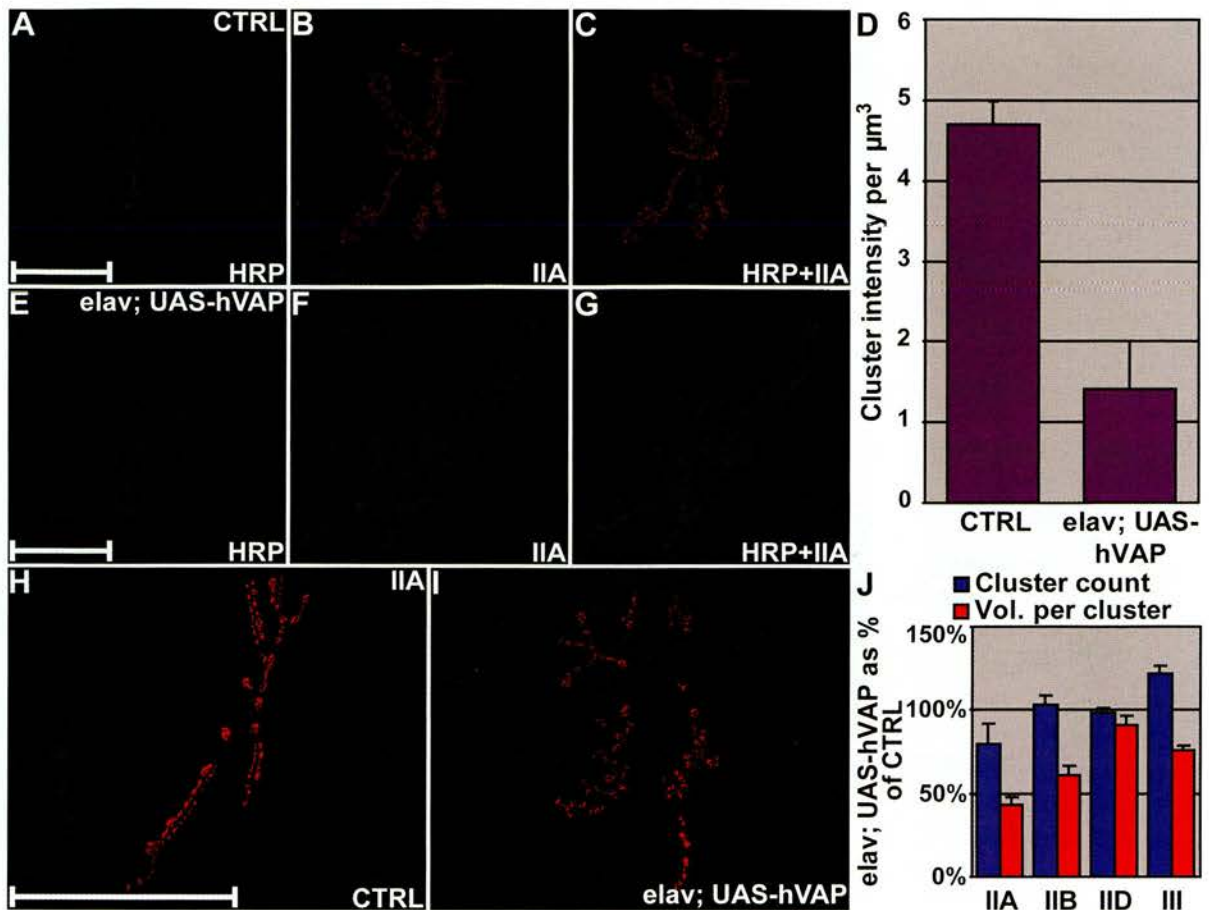 A
CTRL
HRP
B
IIA
C
HRP+IIA
D
Cluster intensity per µm³
6
5
4
3
2
1
0
CTRL
elav; UAS-
hVAP
E
elav; UAS-hVAP
HRP
F
IIA
G
HRP+IIA
H
IIA
CTRL
I
elav; UAS-hVAP
J
Cluster count
Vol. per cluster
elav; UAS-hVAP as %
of CTRL
150%
100%
50%
0%
IIA
IIB
IID
III